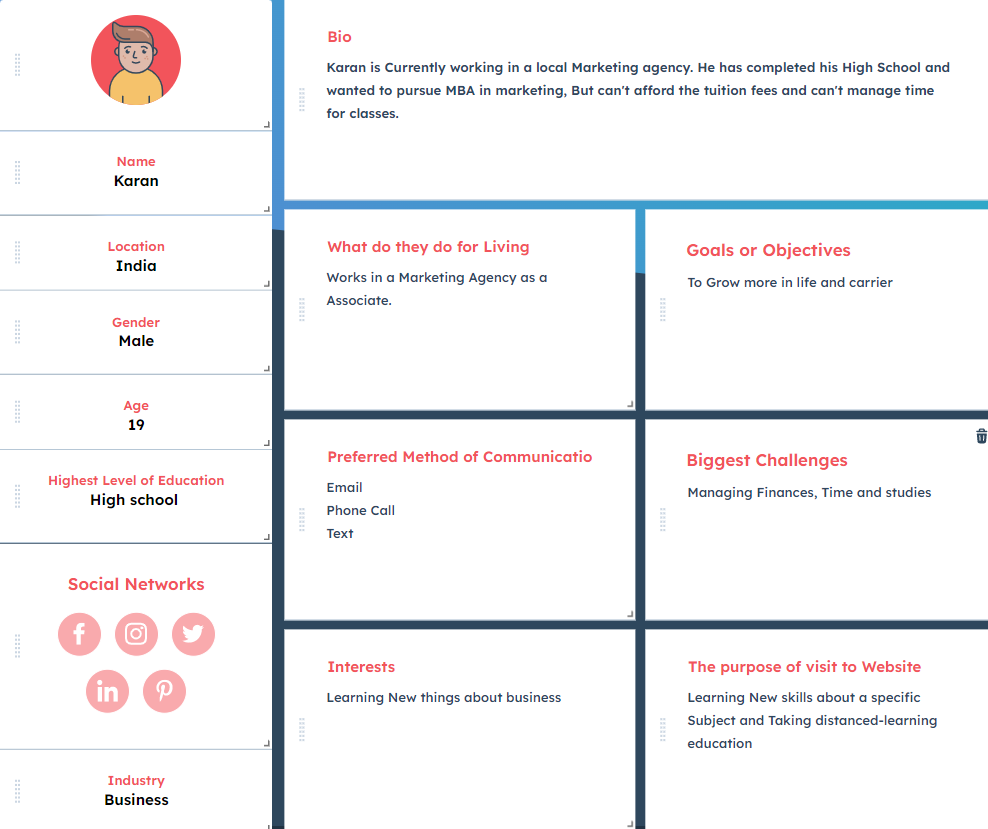 Name
Karan
Location
India
Gender
Male
Age
19
Highest Level of Education
High school
Social Networks
Industry
Business
Bio
Karan is Currently working in a local Marketing agency. He has completed his High School and
wanted to pursue MBA in marketing, But can't afford the tuition fees and can't manage time
for classes.
What do they do for Living
Works in a Marketing Agency as a
Associate.
Goals or Objectives
To Grow more in life and carrier
Preferred Method of Communicatio
Email
Phone Call
Text
Biggest Challenges
Managing Finances, Time and studies
Interests
Learning New things about business
The purpose of visit to Website
Learning New skills about a specific
Subject and Taking distanced-learning
education